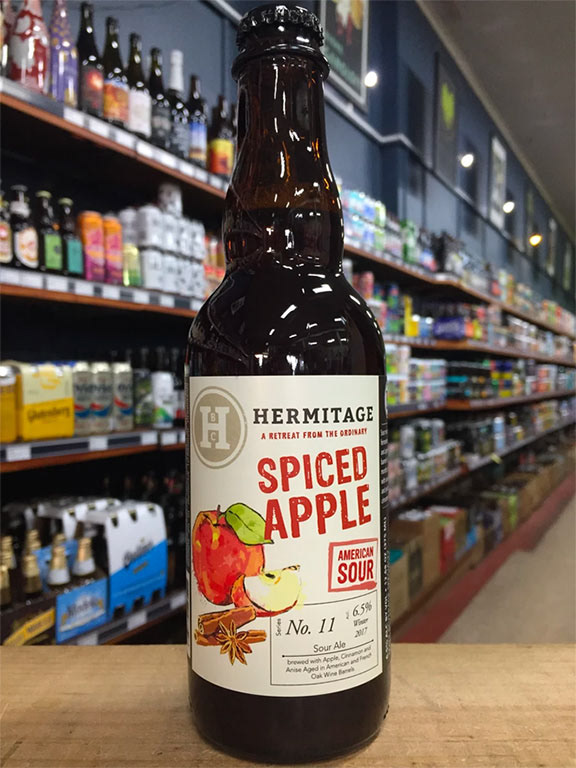 H
B
C
HERMITAGE
A RETREAT FROM THE ORDINARY
SPICED
APPLE
AMERICAN
SOUR
Series
No. 11
6.5%
Winter
2017
Sour Ale
brewed with Apple, Cinnamon and
Anise Aged in American and French
Oak Wine Barrels